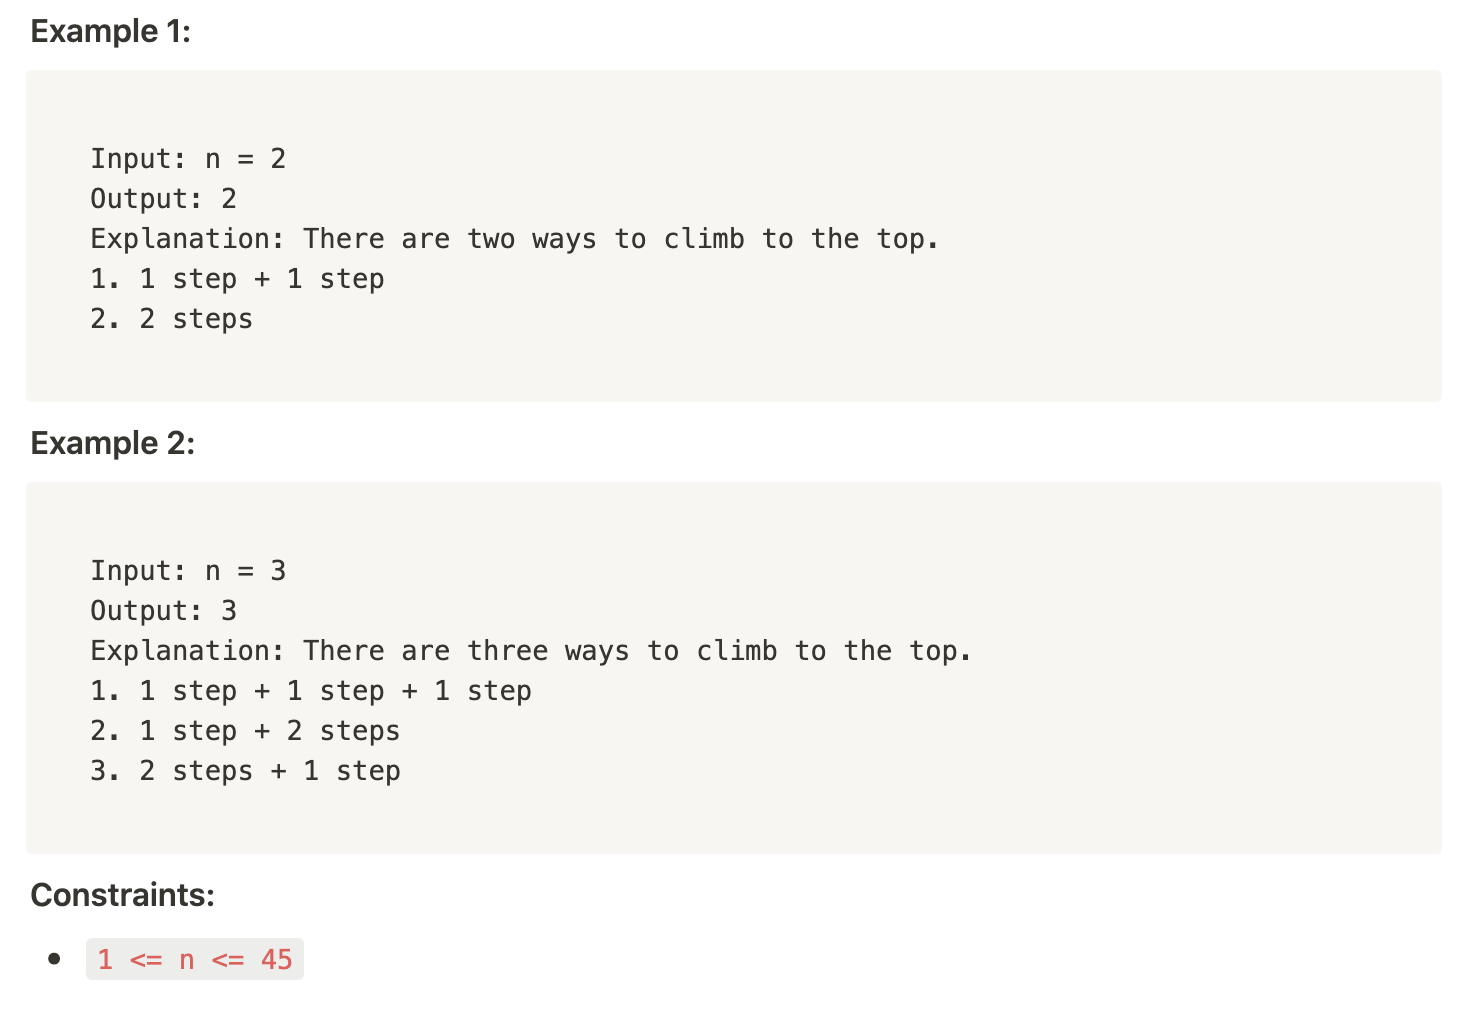 Example 1:
Input: n = 2
Output: 2
Explanation: There are two ways to climb to the top.
1. 1 step + 1 step
2. 2 steps
Example 2:
Input: n = 3
Output: 3
Explanation: There are three ways to climb to the top.
1. 1 step + 1 step + 1 step
2. 1 step + 2 steps
3. 2 steps + 1 step
Constraints:
• 1 <= n <= 45